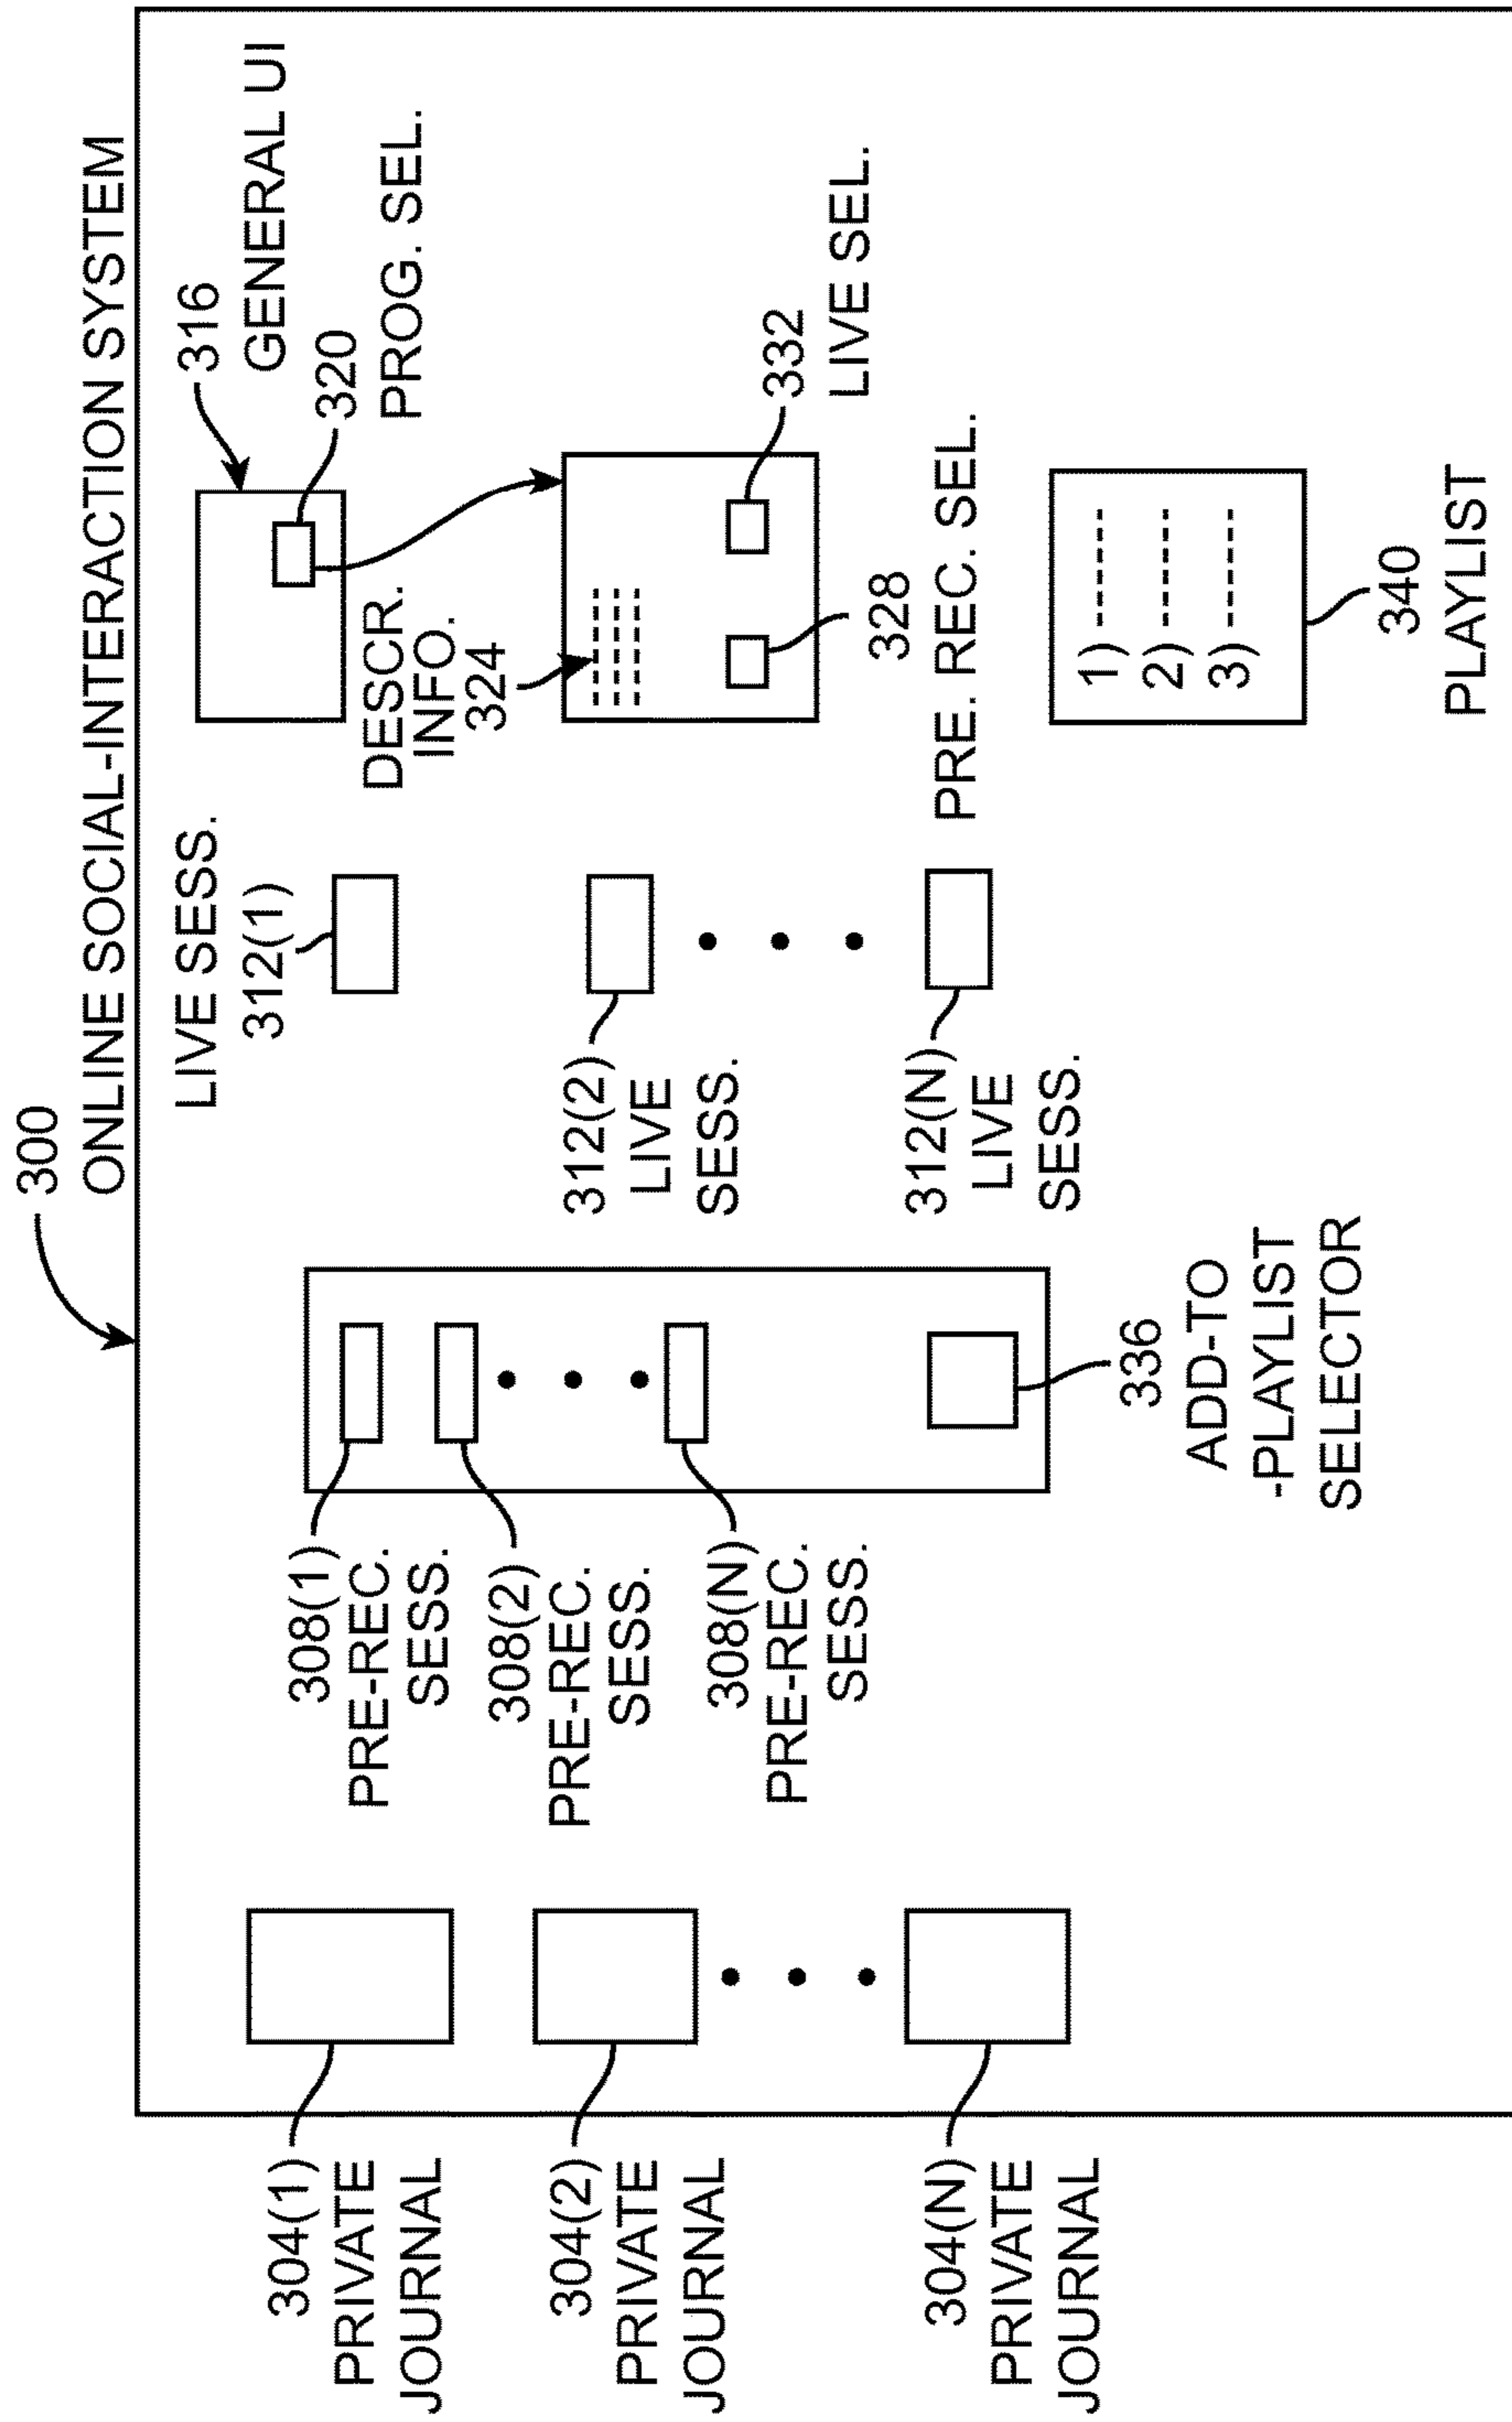 300
ONLINE SOCIAL-INTERACTION SYSTEM
304(1)
PRIVATE
JOURNAL
304(2)
PRIVATE
JOURNAL
304(N)
PRIVATE
JOURNAL
308(1)
PRE-REC.
SESS.
308(2)
PRE-REC.
SESS.
308(N)
PRE-REC.
SESS.
336
ADD-TO
-PLAYLIST
SELECTOR
LIVE SESS.
312(1)
312(2)
LIVE
SESS.
312(N)
LIVE
SESS.
316
GENERAL UI
320
PROG. SEL.
DESCR.
INFO.
324
332
LIVE SEL.
328
PRE. REC. SEL.
1)
2)
3)
340
PLAYLIST